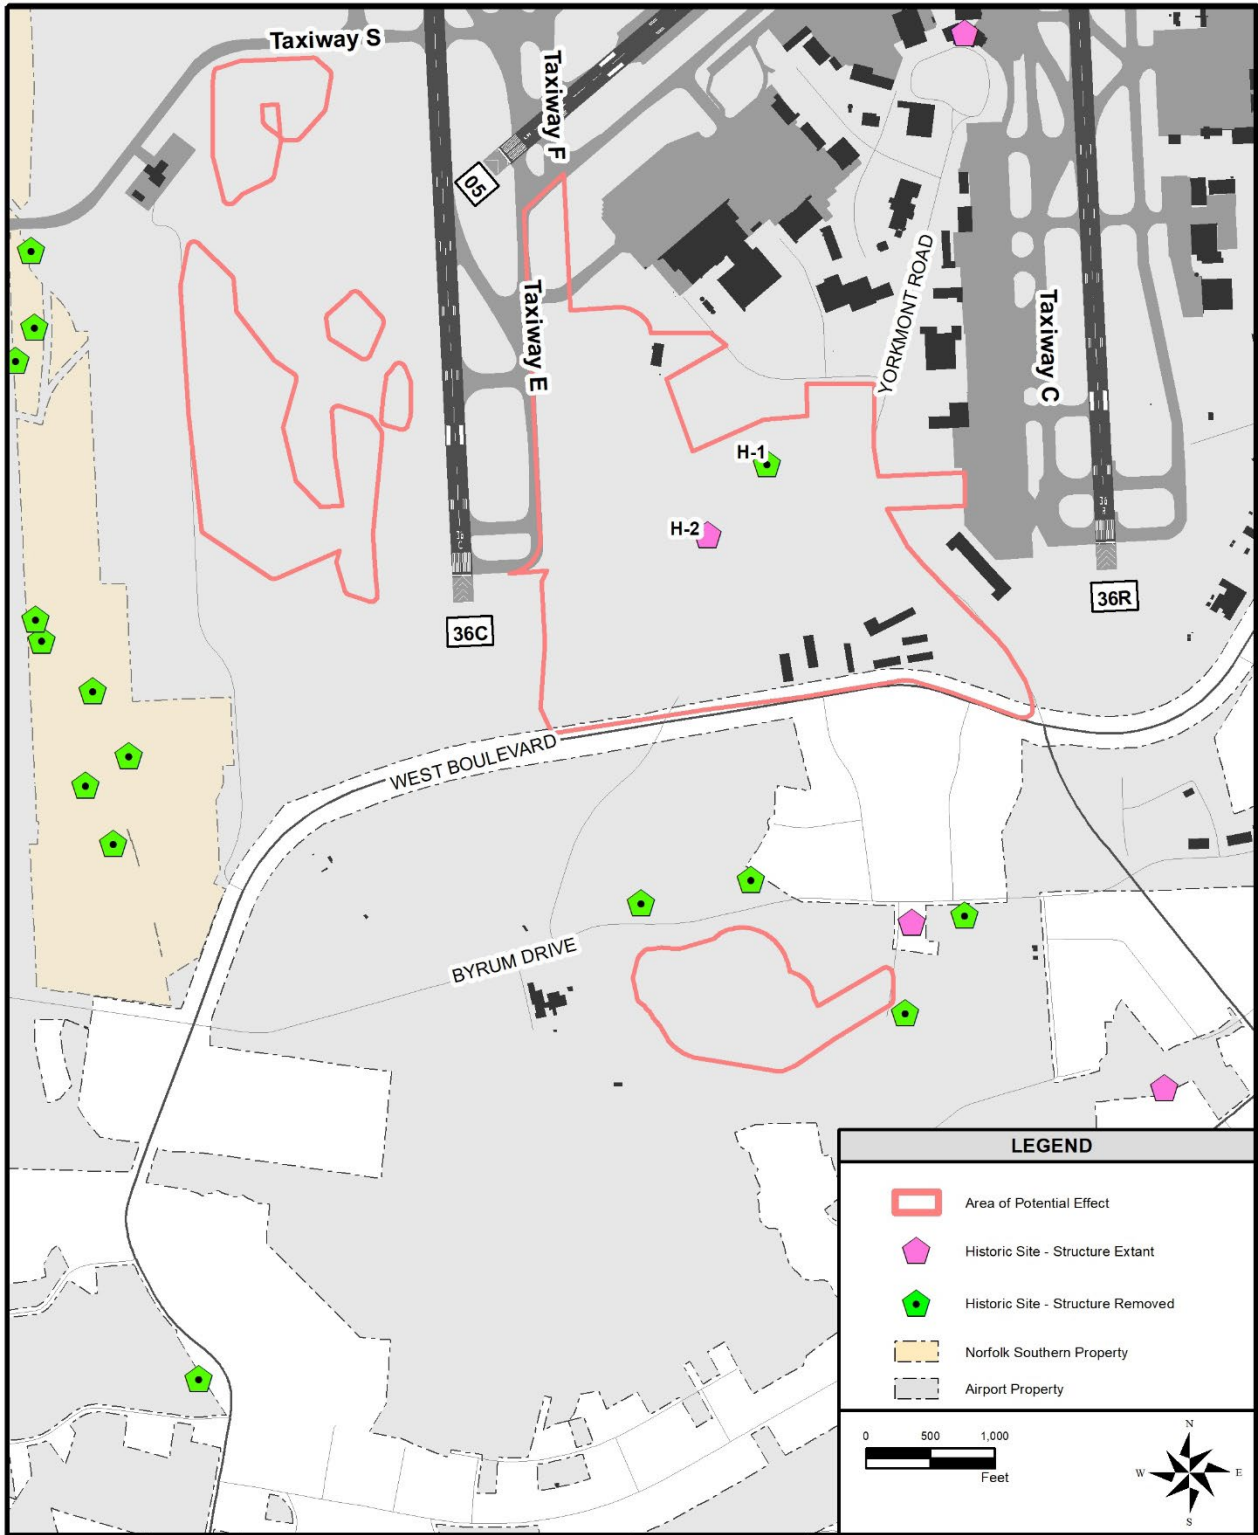 Taxiway S
Taxiway F
05
Taxiway E
YORKMONT ROAD
Taxiway C
H-1
H-2
36
C
36
R
36C
36R
WEST BOULEVARD
BYRUM DRIVE
LEGEND
Area of Potential Effect
Historic Site - Structure Extant
Historic Site - Structure Removed
Norfolk Southern Property
Airport Property
0 500 1,000
Feet
N
W E
S